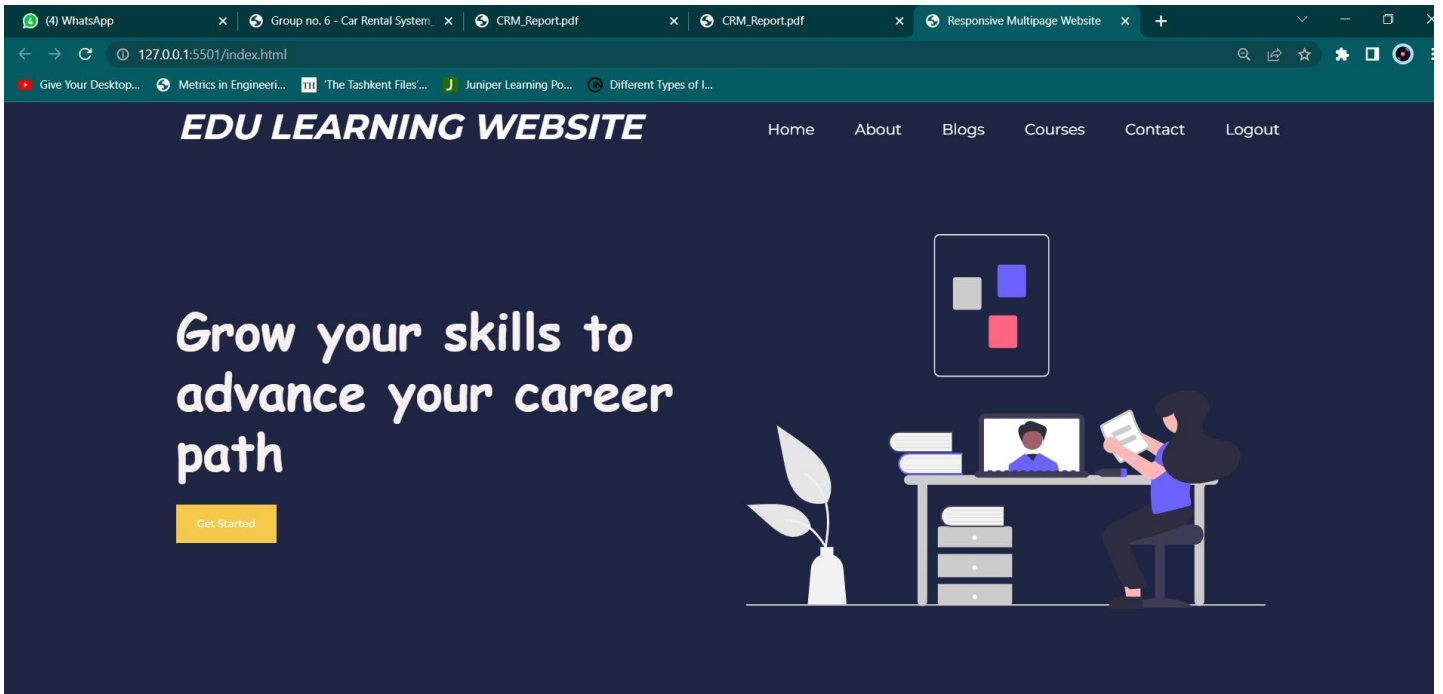 (4) WhatsApp
Group no. 6 - Car Rental System_
CRM_Report.pdf
CRM_Report.pdf
Responsive Multipage Website
127.0.0.1:5501/index.html
Give Your Desktop...
Metrics in Engineeri...
TH 'The Tashkent Files'...
J Juniper Learning Po...
iN Different Types of I...
EDU LEARNING WEBSITE
Home About Blogs Courses Contact Logout
Grow your skills to
advance your career
path
Get Started